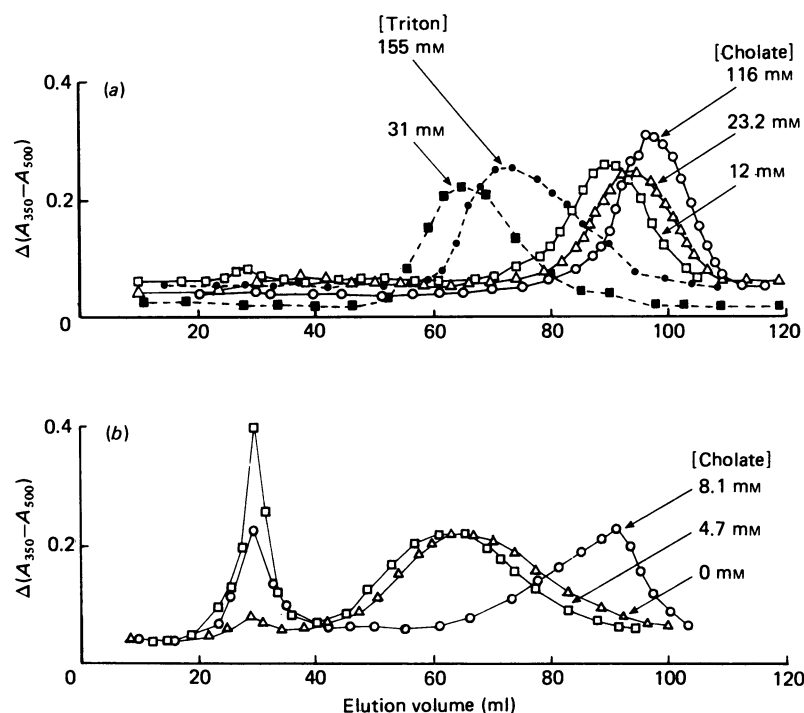 [Triton]
155 mM
[Cholate]
116 mM
0.4
(a)
31 mM
23.2 mM
12 mM
Δ(A350−A500)
0.2
0
20
40
60
80
100
120
0.4
(b)
[Cholate]
8.1 mM
4.7 mM
0 mM
Δ(A350−A500)
0.2
0
20
40
60
80
100
120
Elution volume (ml)